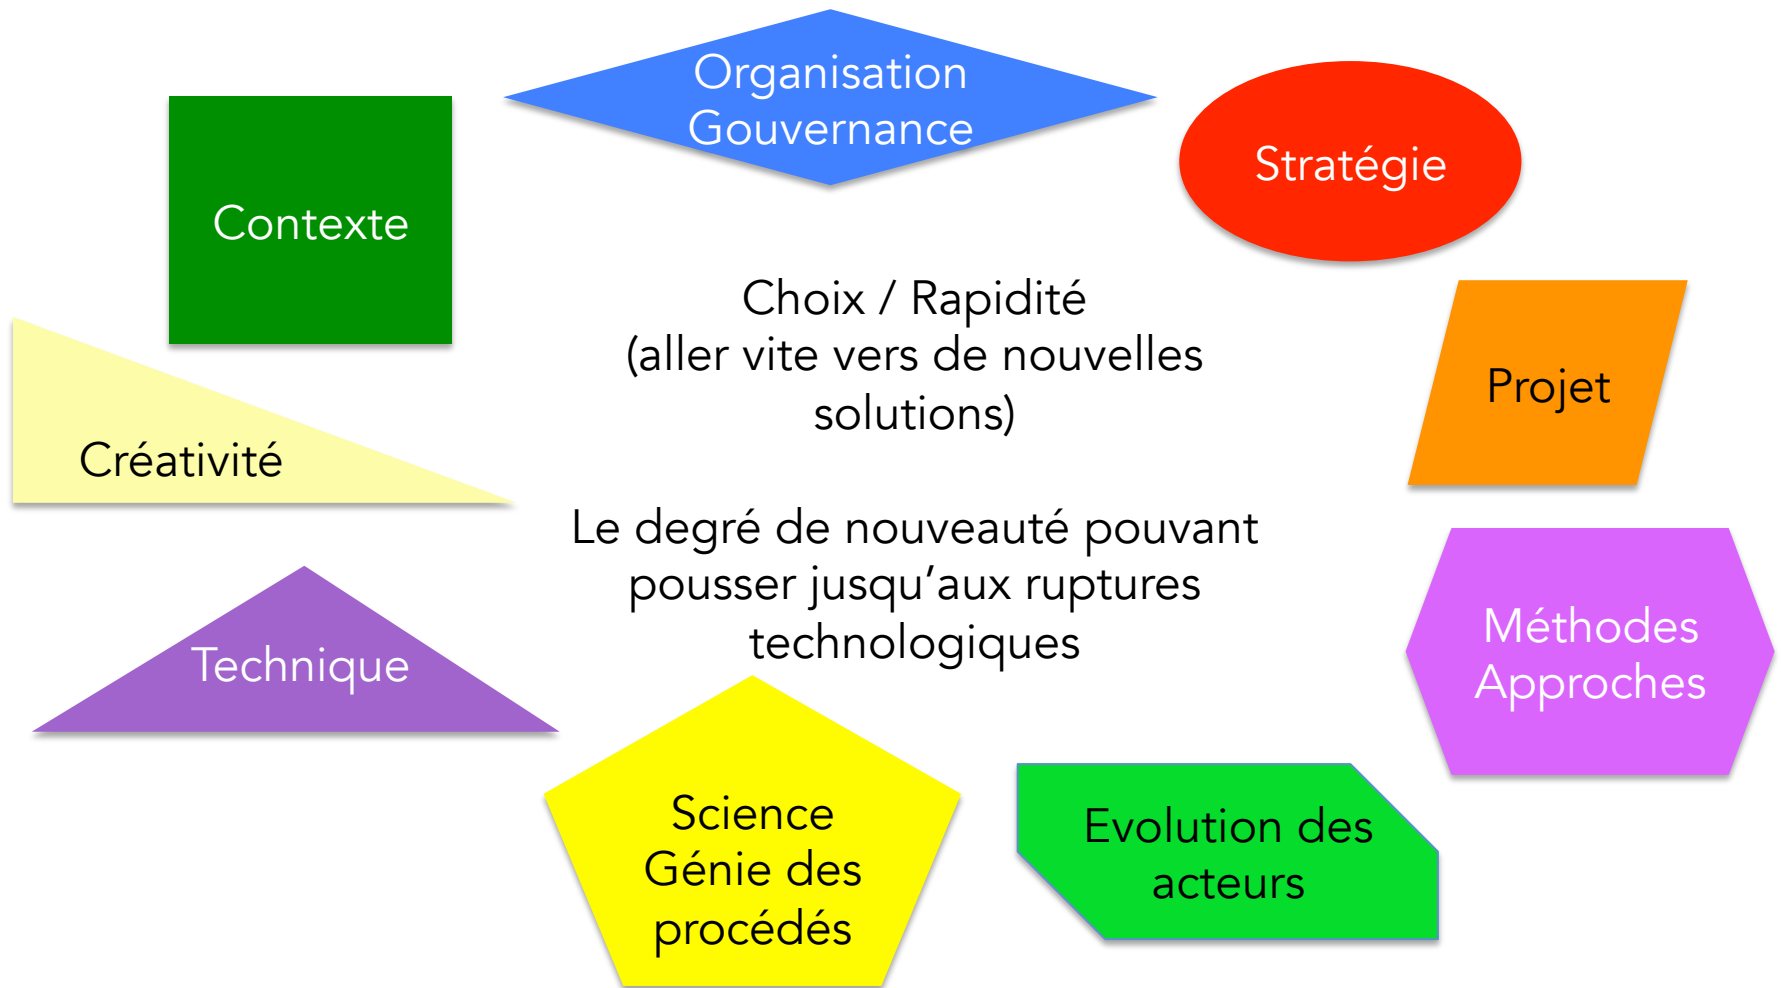 Organisation
Gouvernance
Stratégie
Contexte
Choix / Rapidité
(aller vite vers de nouvelles
solutions)
Projet
Créativité
Le degré de nouveauté pouvant
pousser jusqu’aux ruptures
technologiques
Méthodes
Approches
Technique
Science
Génie des
procédés
Evolution des
acteurs